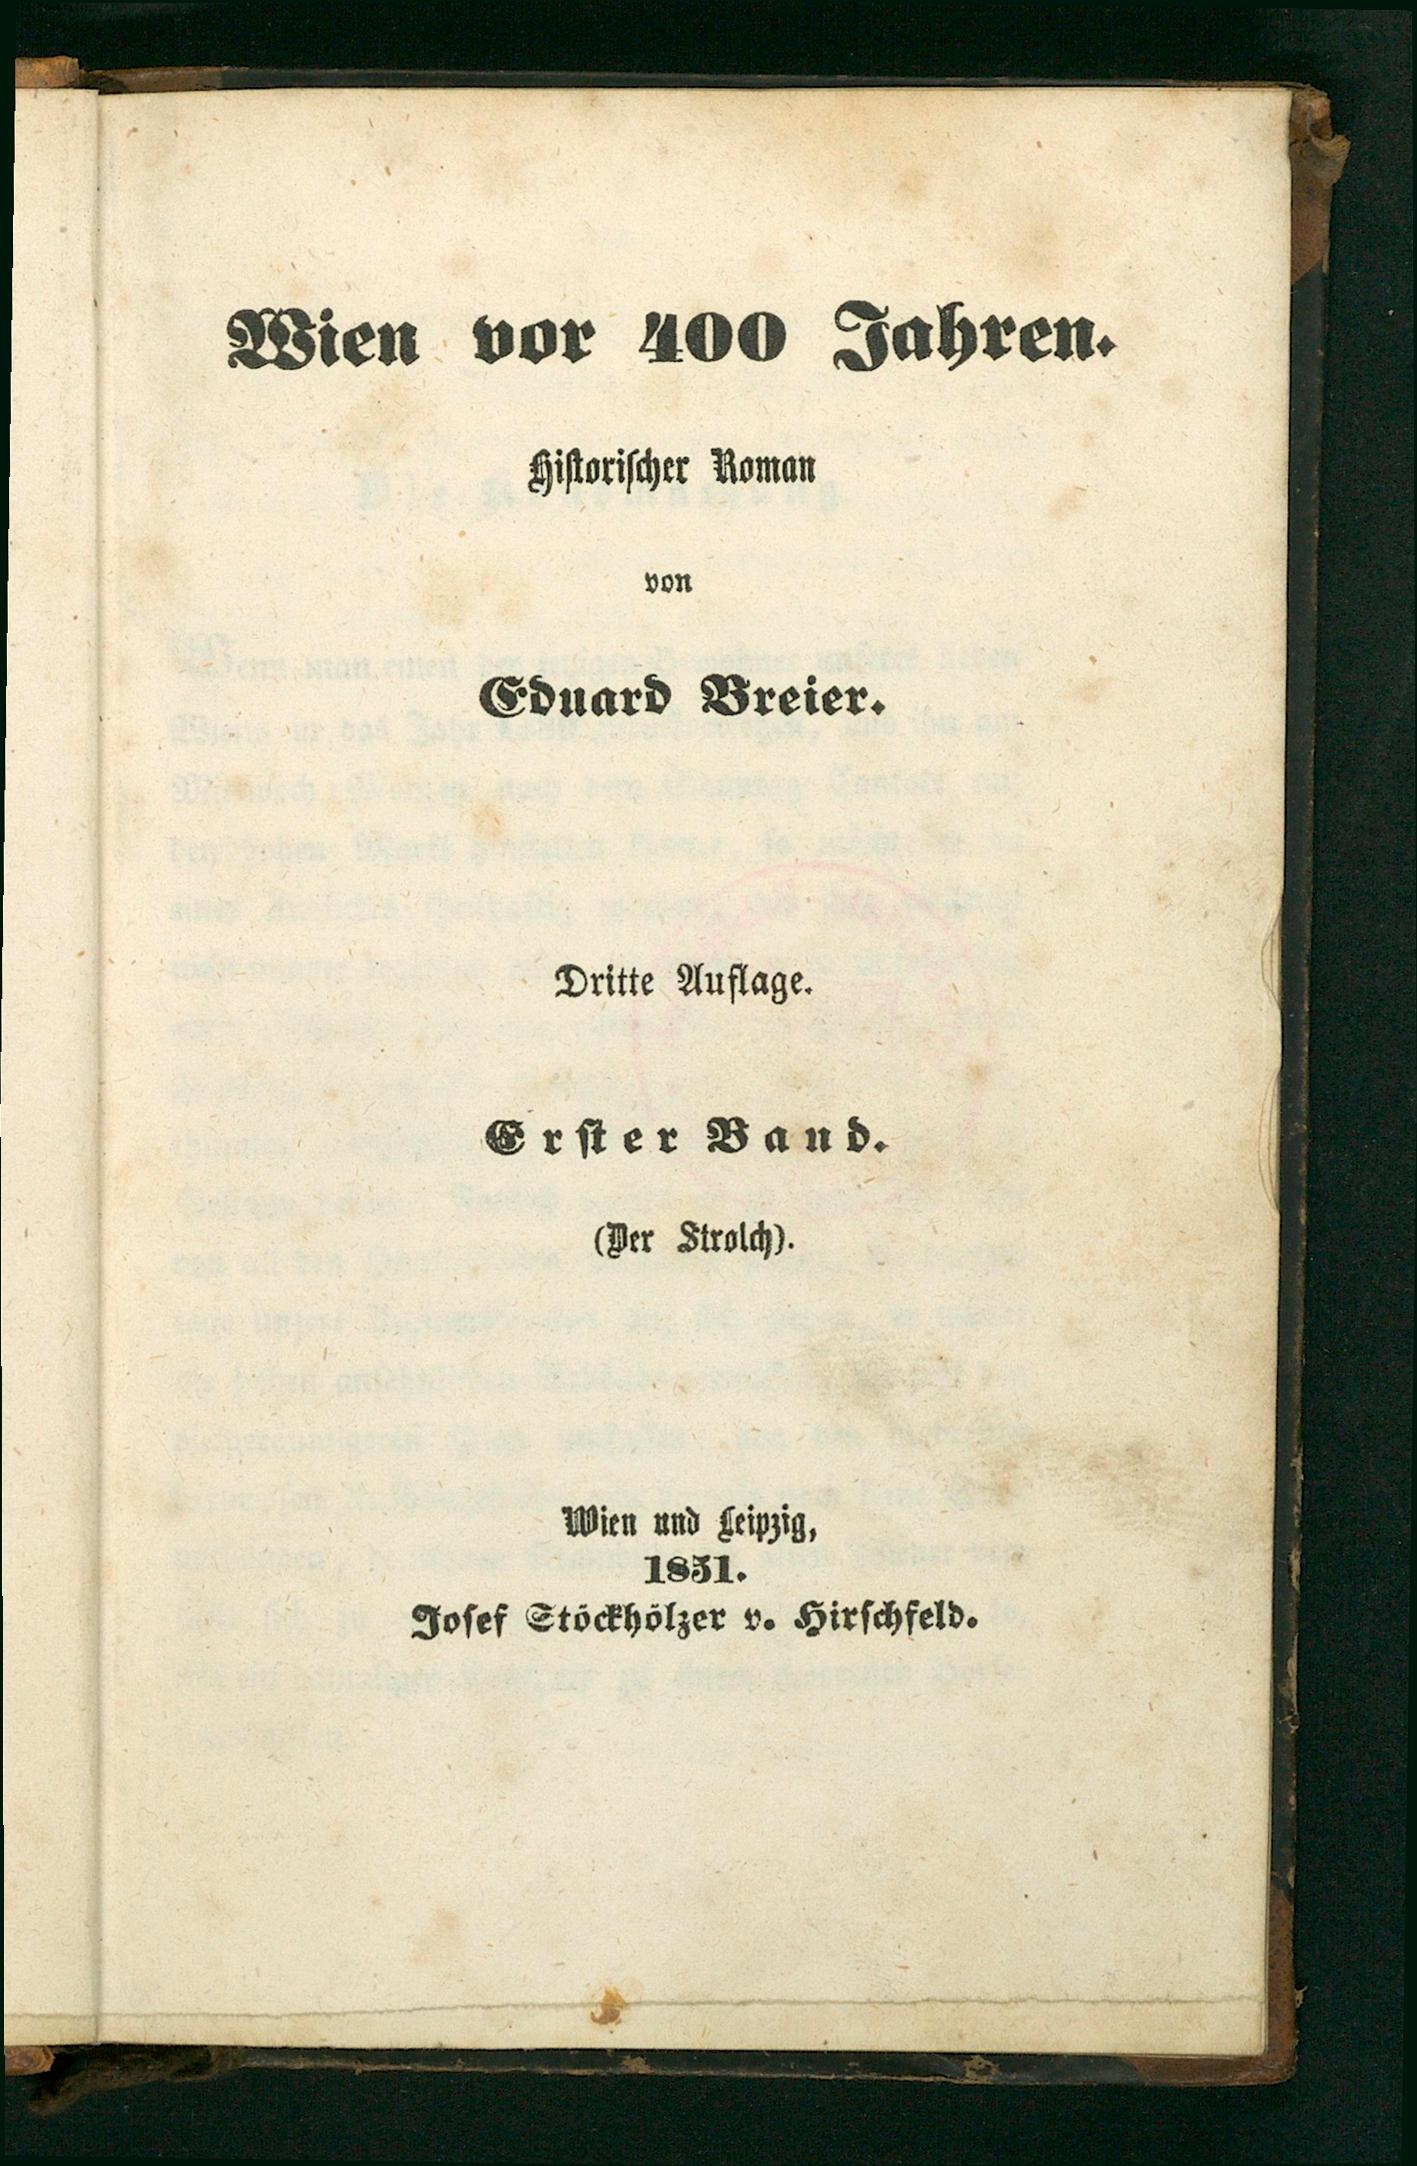 Wien vor 400 Jahren.
Historischer Roman
von
Eduard Breier.
Dritte Auflage.
Erster Band.
(Der Strolch).
Wien und Leipzig,
1851.
Josef Stöckhölzer v. Hirschfeld.